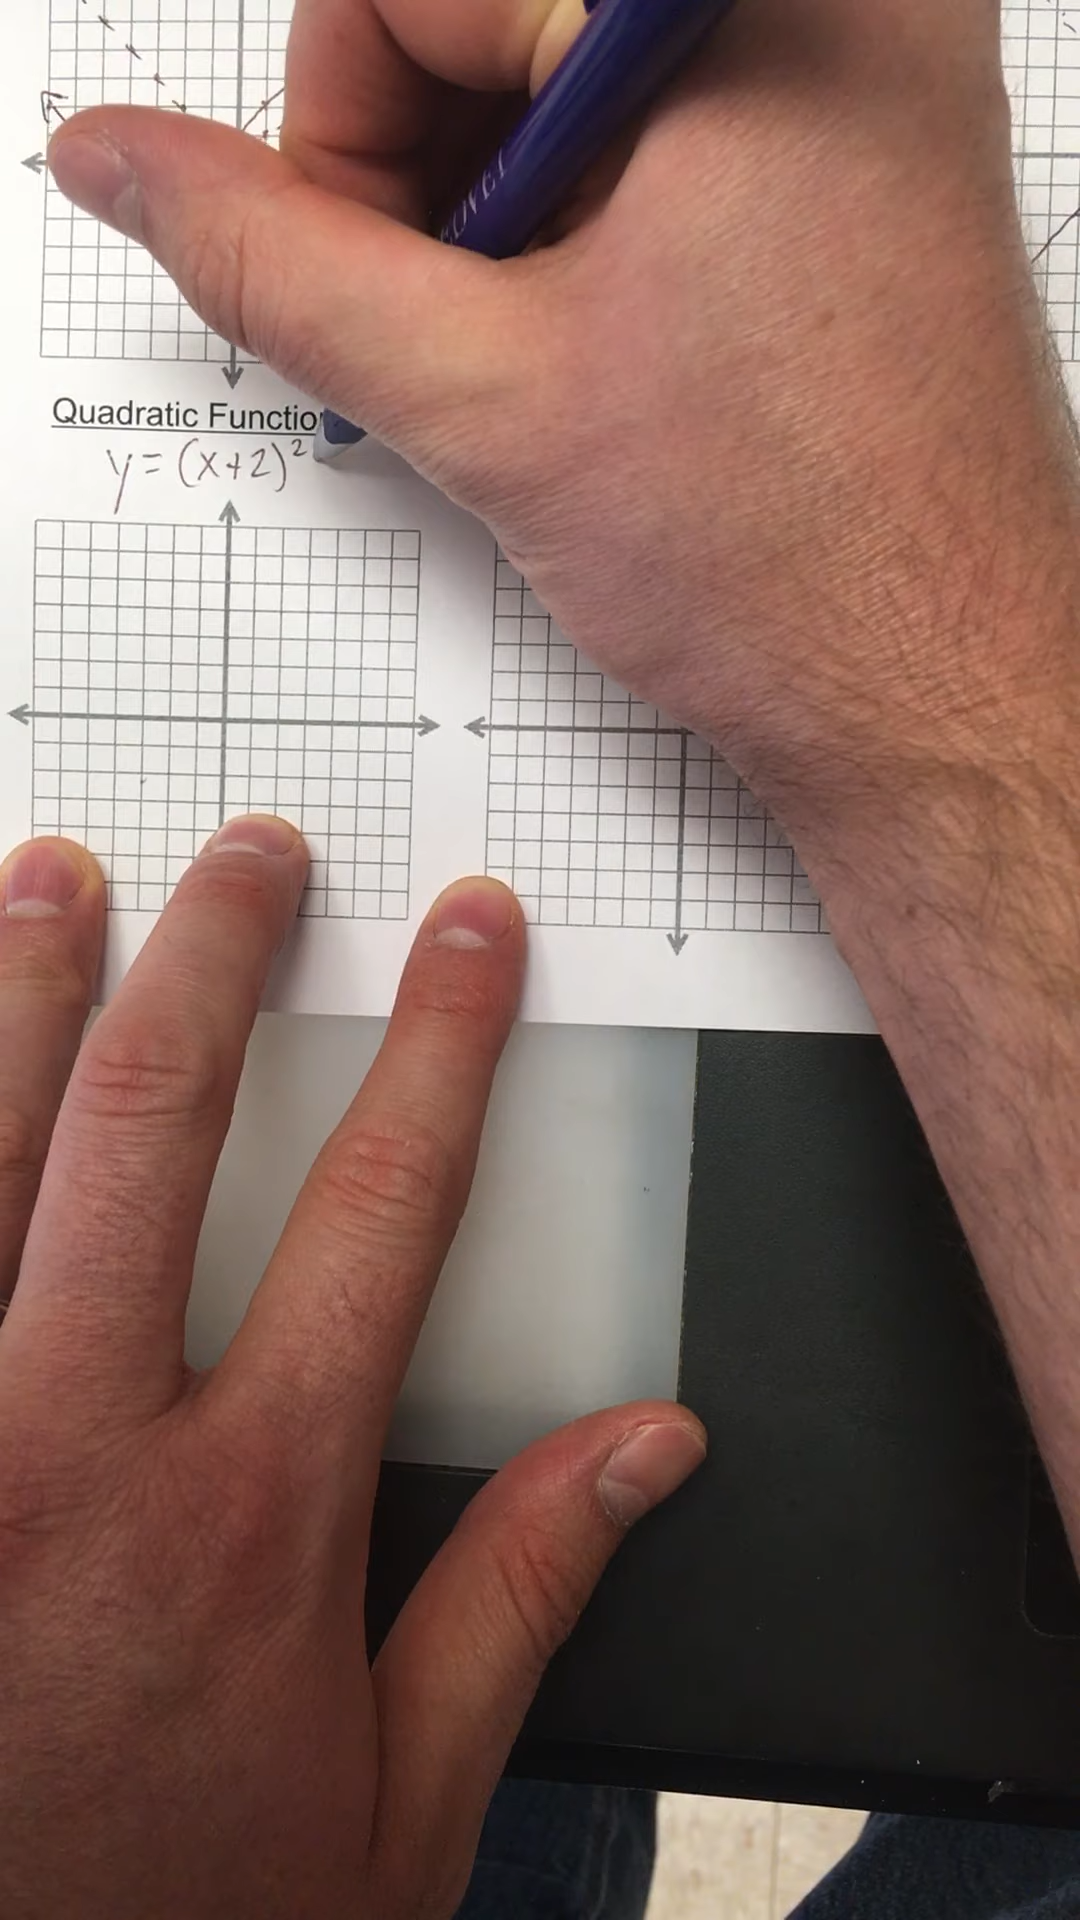 Quadratic Functio
y = (x+2)²